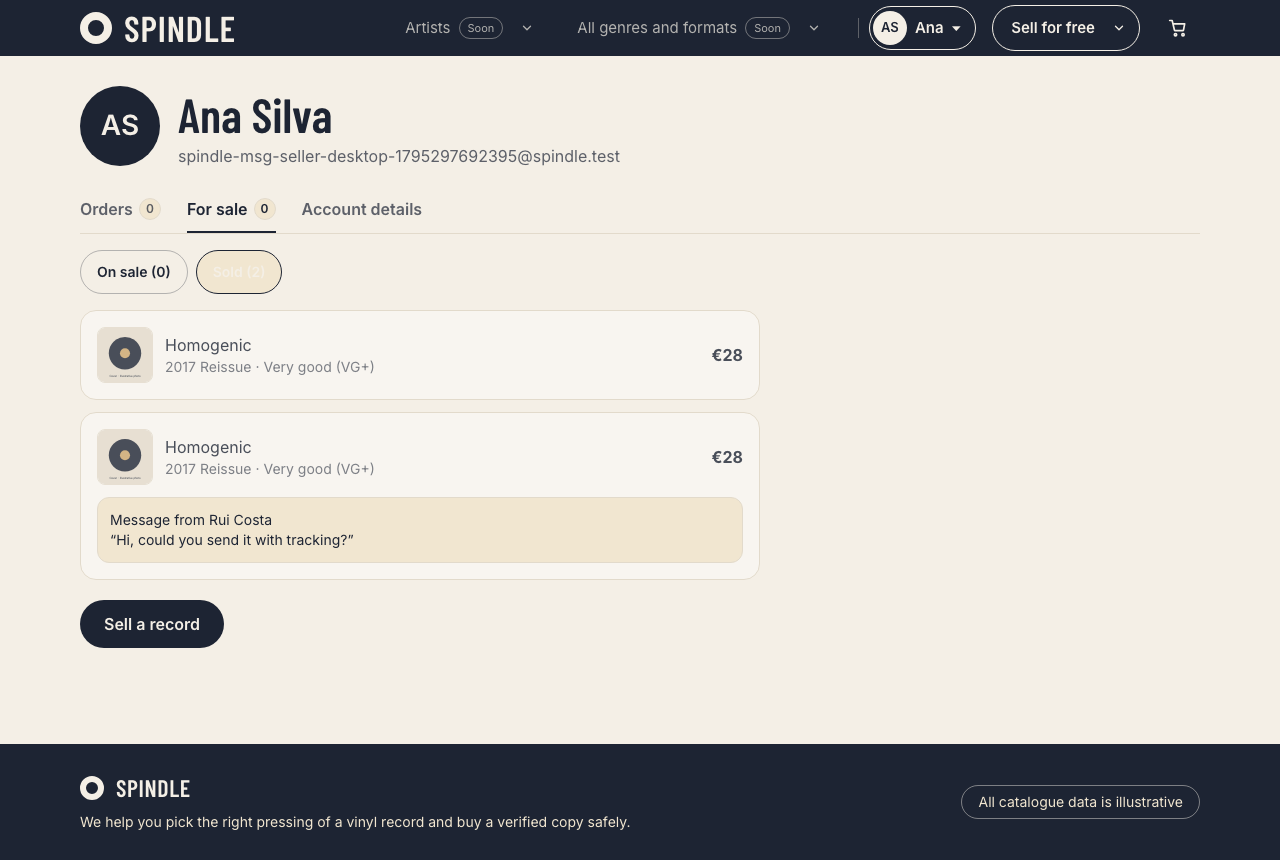 SPINDLE
Artists Soon
All genres and formats Soon
AS Ana
Sell for free
AS
Ana Silva
spindle-msg-seller-desktop-1795297692395@spindle.test
Orders 0
For sale 0
Account details
On sale (0)
Sold (2)
Homogenic
2017 Reissue · Very good (VG+)
€28
Homogenic
2017 Reissue · Very good (VG+)
€28
Message from Rui Costa
“Hi, could you send it with tracking?”
Sell a record
SPINDLE
We help you pick the right pressing of a vinyl record and buy a verified copy safely.
All catalogue data is illustrative